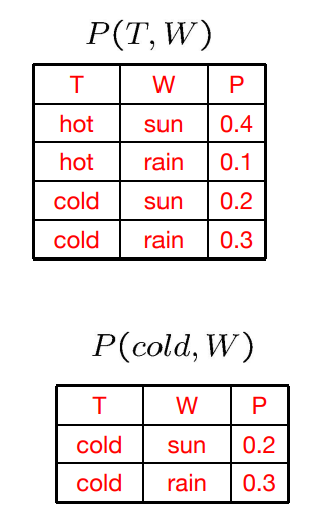 P(T, W)
T W P
hot sun 0.4
hot rain 0.1
cold sun 0.2
cold rain 0.3
P(cold, W)
T W P
cold sun 0.2
cold rain 0.3